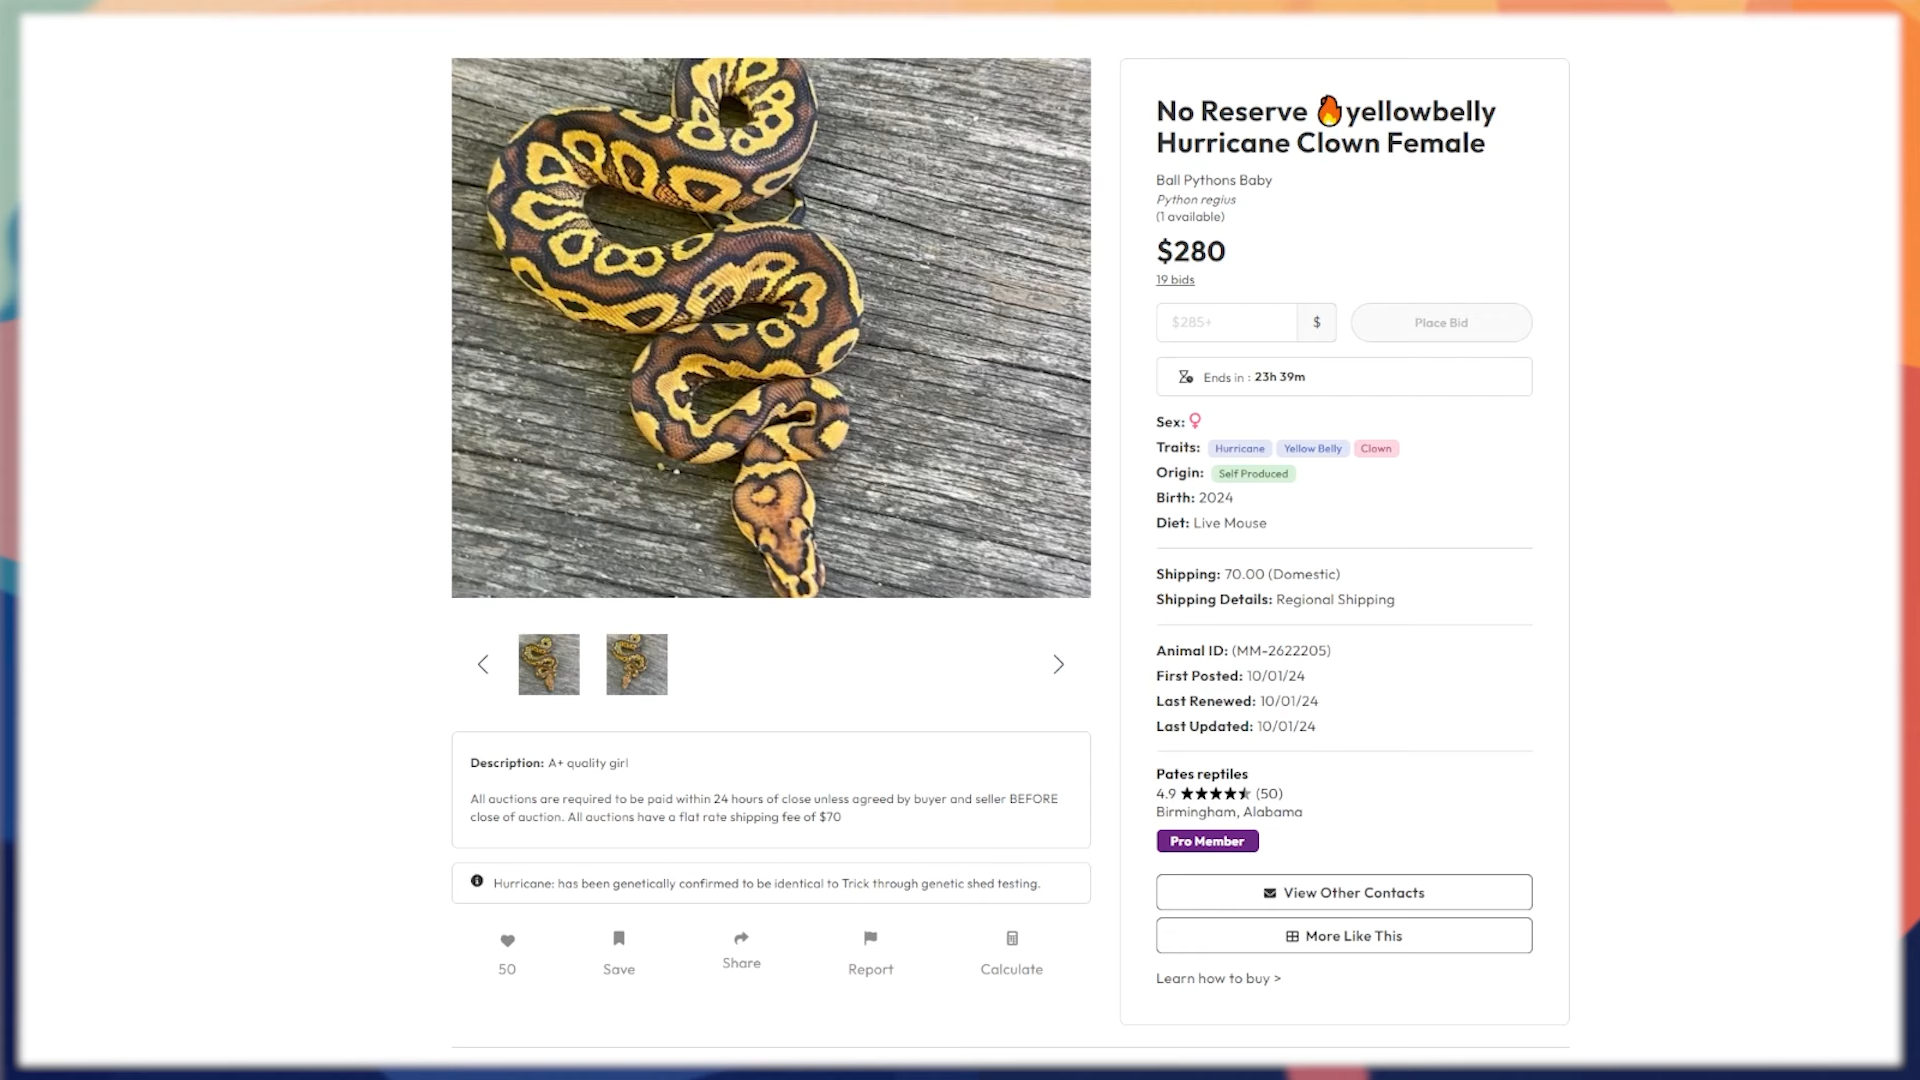 No Reserve 🔥yellowbelly
Hurricane Clown Female
Ball Pythons Baby
Python regius
(1 available)
$280
19 bids
$285+
$
Place Bid
Ends in : 23h 39m
Sex: ♀
Traits: Hurricane Yellow Belly Clown
Origin: Self Produced
Birth: 2024
Diet: Live Mouse
Shipping: 70.00 (Domestic)
Shipping Details: Regional Shipping
Animal ID: (MM-2622205)
First Posted: 10/01/24
Last Renewed: 10/01/24
Last Updated: 10/01/24
Pates reptiles
4.9 ★★★★⯨ (50)
Birmingham, Alabama
Pro Member
View Other Contacts
More Like This
Learn how to buy >
Description: A+ quality girl
All auctions are required to be paid within 24 hours of close unless agreed by buyer and seller BEFORE
close of auction. All auctions have a flat rate shipping fee of $70
Hurricane: has been genetically confirmed to be identical to Trick through genetic shed testing.
50
Save
Share
Report
Calculate